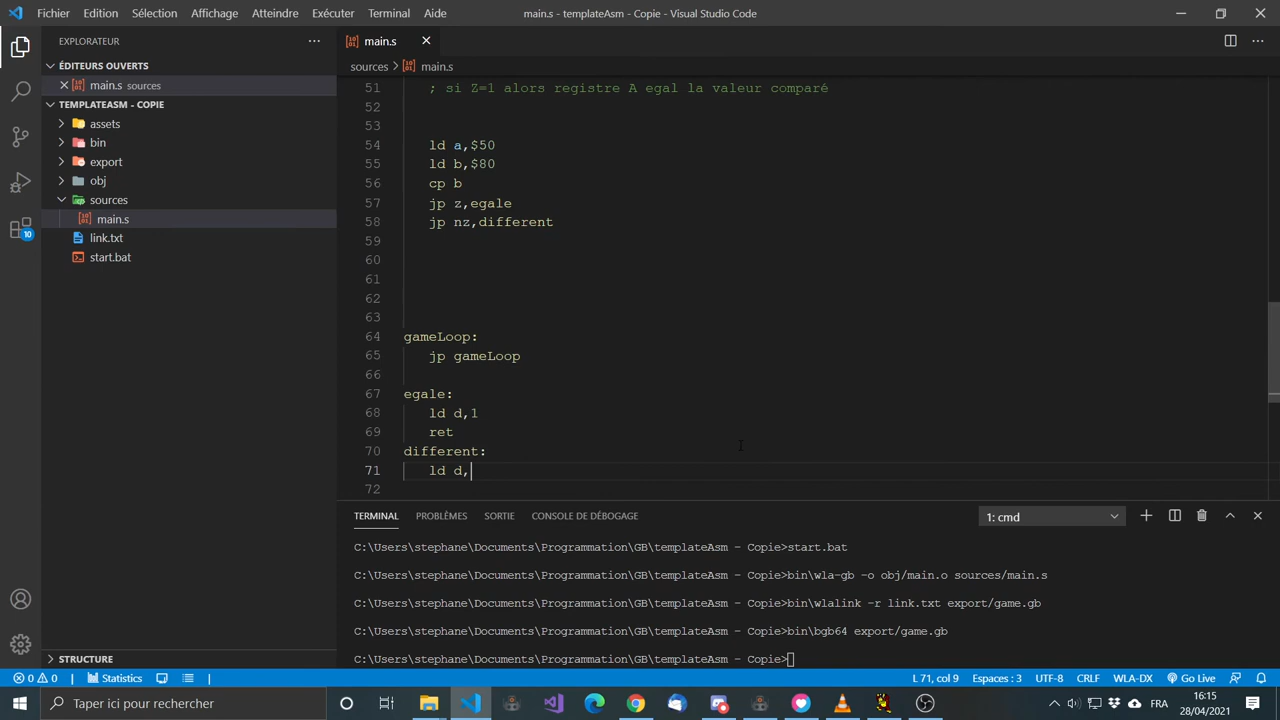 Fichier Edition Sélection Affichage Atteindre Exécuter Terminal Aide main.s - templateAsm - Copie - Visual Studio Code
EXPLORATEUR
ÉDITEURS OUVERTS
main.s sources
TEMPLATEASM - COPIE
assets
bin
export
obj
sources
main.s
link.txt
start.bat
10
STRUCTURE
main.s
sources > main.s
51 ; si Z=1 alors registre A egal la valeur comparé
52
53
54 ld a,$50
55 ld b,$80
56 cp b
57 jp z,egale
58 jp nz,different
59
60
61
62
63
64 gameLoop:
65 jp gameLoop
66
67 egale:
68 ld d,1
69 ret
70 different:
71 ld d,
72
TERMINAL PROBLÈMES SORTIE CONSOLE DE DÉBOGAGE 1: cmd
C:\Users\stephane\Documents\Programmation\GB\templateAsm - Copie>start.bat
C:\Users\stephane\Documents\Programmation\GB\templateAsm - Copie>bin\wla-gb -o obj/main.o sources/main.s
C:\Users\stephane\Documents\Programmation\GB\templateAsm - Copie>bin\wlalink -r link.txt export/game.gb
C:\Users\stephane\Documents\Programmation\GB\templateAsm - Copie>bin\bgb64 export/game.gb
C:\Users\stephane\Documents\Programmation\GB\templateAsm - Copie>
0 0 Statistics L 71, col 9 Espaces : 3 UTF-8 CRLF WLA-DX Go Live
Taper ici pour rechercher FRA 16:15
28/04/2021